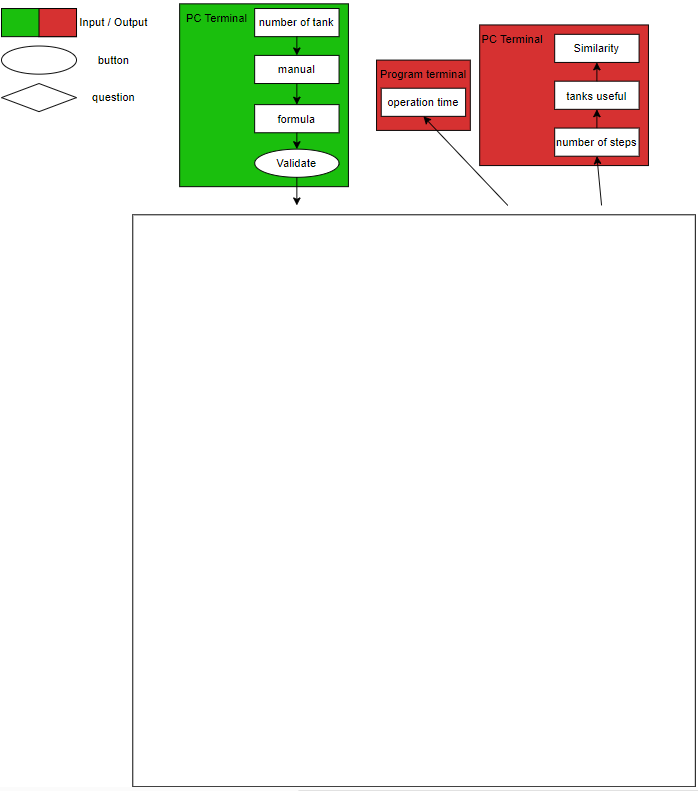 Input / Output
button
question
PC Terminal
number of tank
manual
formula
Validate
Program terminal
operation time
PC Terminal
Similarity
tanks useful
number of steps